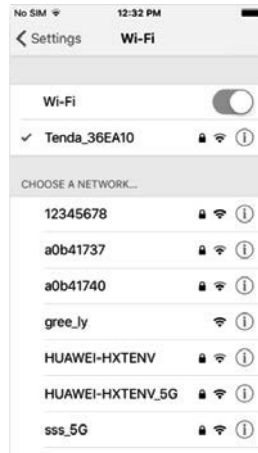 No SIM 12:32 PM
Settings Wi-Fi
Wi-Fi
Tenda_36EA10
CHOOSE A NETWORK...
12345678
a0b41737
a0b41740
gree_ly
HUAWEI-HXTENV
HUAWEI-HXTENV_5G
sss_5G